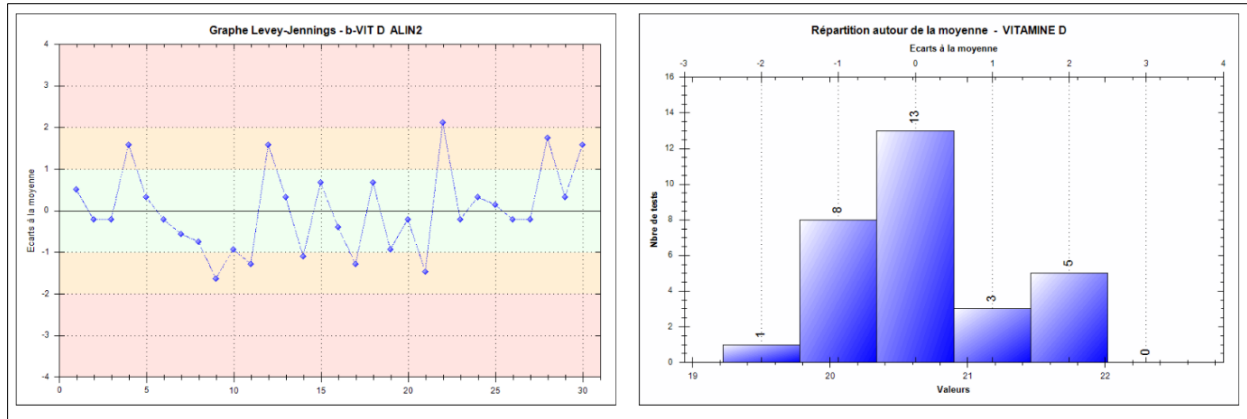 Graphe Levey-Jennings - b-VIT D ALIN2
4
3
2
1
0
-1
-2
-3
-4
Ecarts à la moyenne
0 5 10 15 20 25 30
Répartition autour de la moyenne - VITAMINE D
Ecarts à la moyenne
-3 -2 -1 0 1 2 3 4
16
14
12
10
8
6
4
2
0
Nbre de tests
1 8 13 3 5 0
19 20 21 22
Valeurs